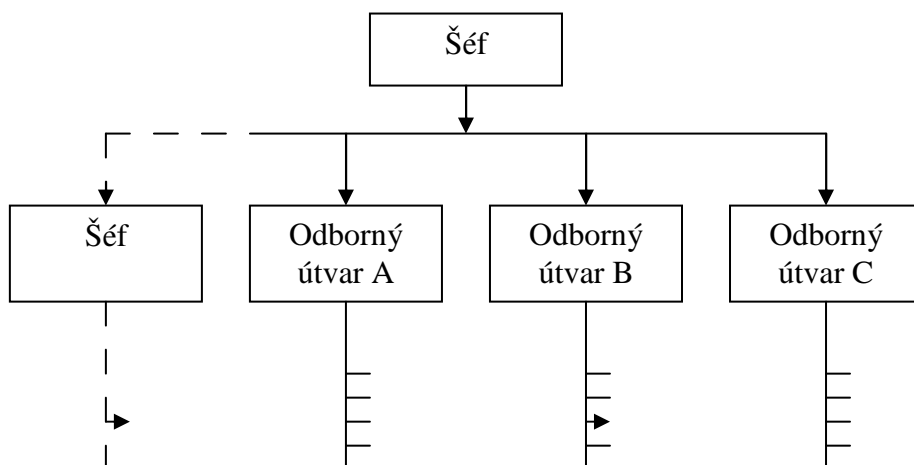 Šéf
Šéf
Odborný
útvar A
Odborný
útvar B
Odborný
útvar C